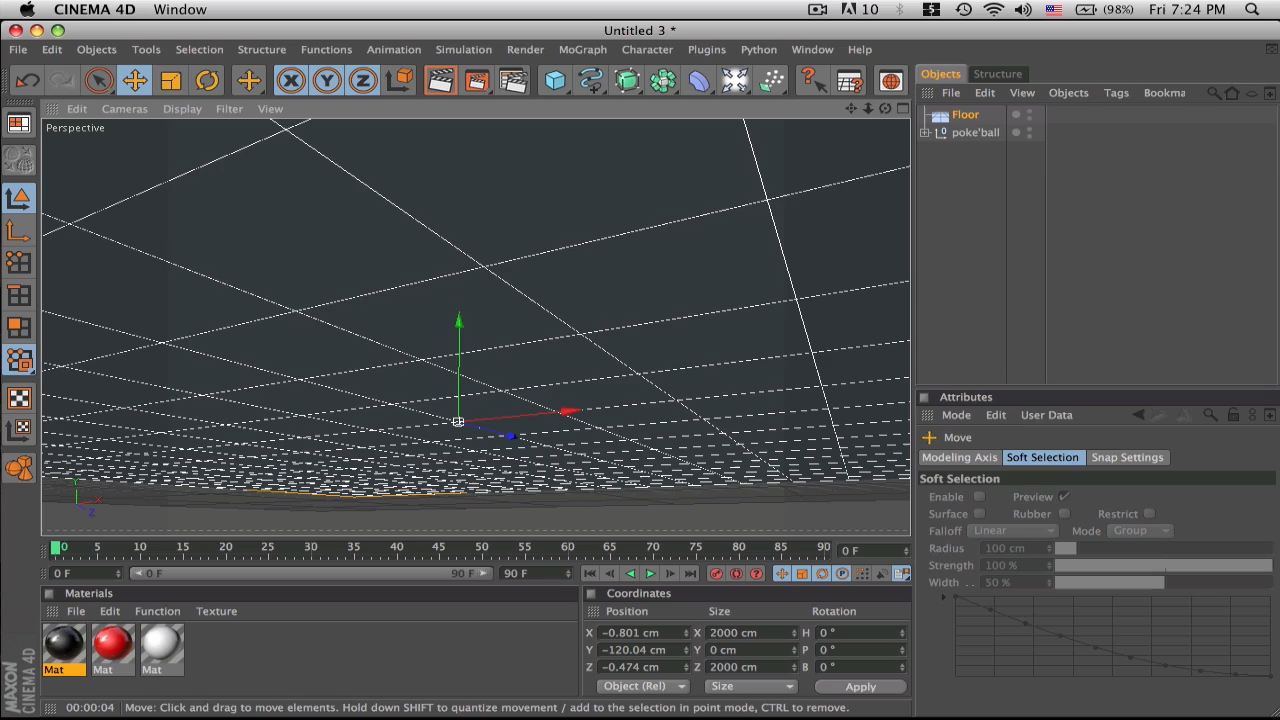 CINEMA 4D Window 10 (98%) Fri 7:24 PM
Untitled 3 *
File Edit Objects Tools Selection Structure Functions Animation Simulation Render MoGraph Character Plugins Python Window Help
X Y Z
Objects Structure
File Edit View Objects Tags Bookma
Edit Cameras Display Filter View
Perspective
Floor
poke'ball
Y X Z
Attributes
Mode Edit User Data
Move
Modeling Axis Soft Selection Snap Settings
Soft Selection
Enable Preview
Surface Rubber Restrict
Falloff Linear Mode Group
Radius 100 cm
Strength 100 %
Width . . 50 %
0 5 10 15 20 25 30 35 40 45 50 55 60 65 70 75 80 85 90 0 F
0 F 0 F 90 F 90 F
Materials
File Edit Function Texture
Mat Mat Mat
Coordinates
Position Size Rotation
X -0.801 cm X 2000 cm H 0 °
Y -120.04 cm Y 0 cm P 0 °
Z -0.474 cm Z 2000 cm B 0 °
Object (Rel) Size Apply
MAXON CINEMA 4D
00:00:04 Move: Click and drag to move elements. Hold down SHIFT to quantize movement / add to the selection in point mode, CTRL to remove.